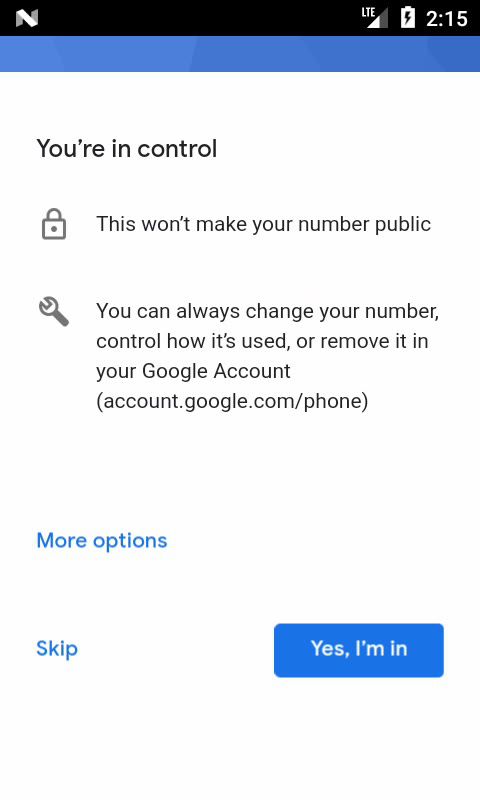 LTE 2:15
You're in control
This won't make your number public
You can always change your number,
control how it's used, or remove it in
your Google Account
(account.google.com/phone)
More options
Skip
Yes, I'm in